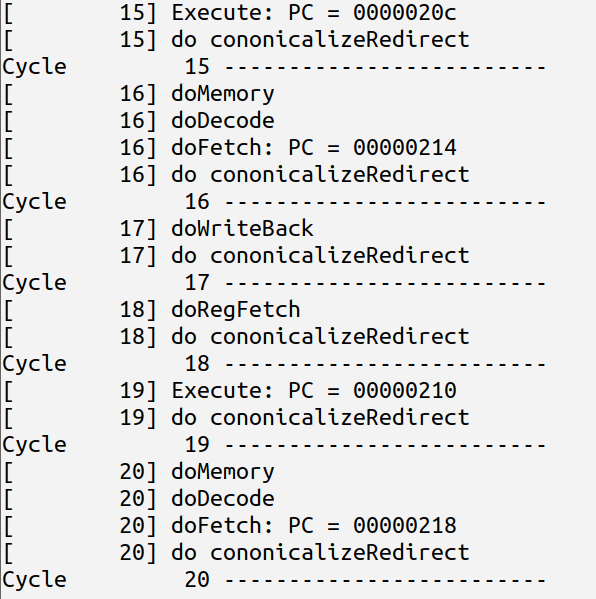 [        15] Execute: PC = 0000020c
[        15] do cononicalizeRedirect
Cycle         15 -------------------------
[        16] doMemory
[        16] doDecode
[        16] doFetch: PC = 00000214
[        16] do cononicalizeRedirect
Cycle         16 -------------------------
[        17] doWriteBack
[        17] do cononicalizeRedirect
Cycle         17 -------------------------
[        18] doRegFetch
[        18] do cononicalizeRedirect
Cycle         18 -------------------------
[        19] Execute: PC = 00000210
[        19] do cononicalizeRedirect
Cycle         19 -------------------------
[        20] doMemory
[        20] doDecode
[        20] doFetch: PC = 00000218
[        20] do cononicalizeRedirect
Cycle         20 -------------------------